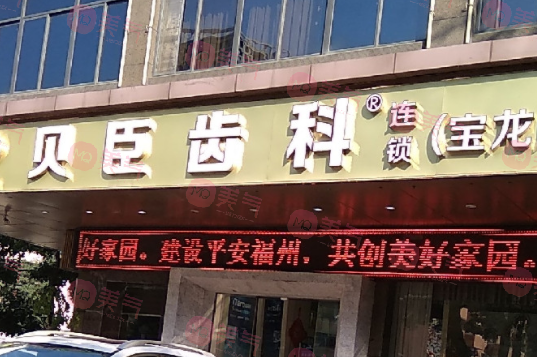 贝臣齿科®连锁（宝龙
好家园。建设平安福州，共创美好家园。